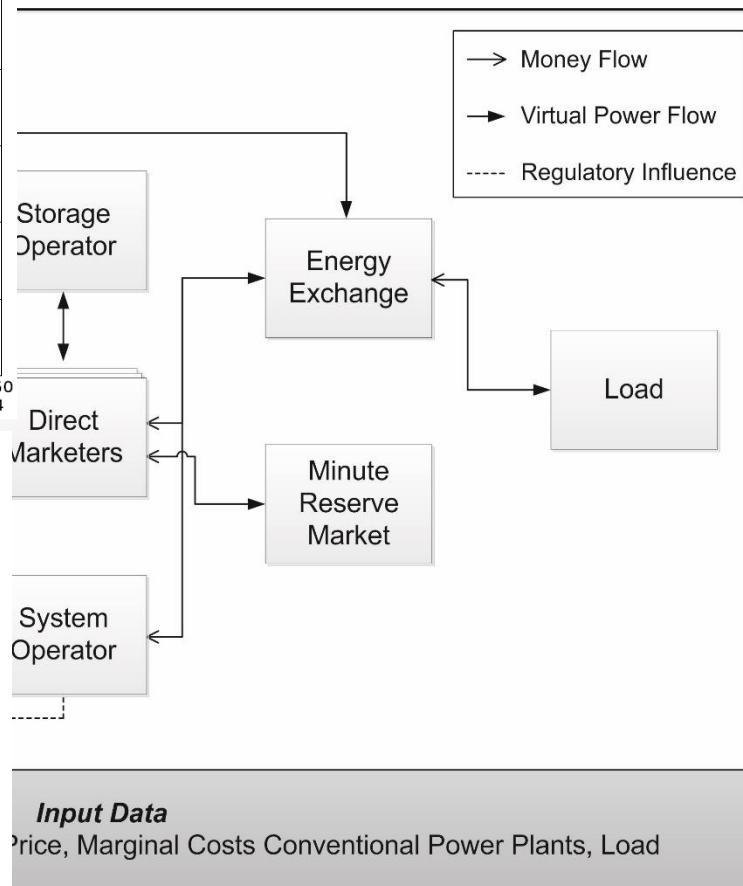 Money Flow
Virtual Power Flow
Regulatory Influence
Storage
Operator
Energy
Exchange
Load
Direct
Marketers
Minute
Reserve
Market
System
Operator
Input Data
Price, Marginal Costs Conventional Power Plants, Load